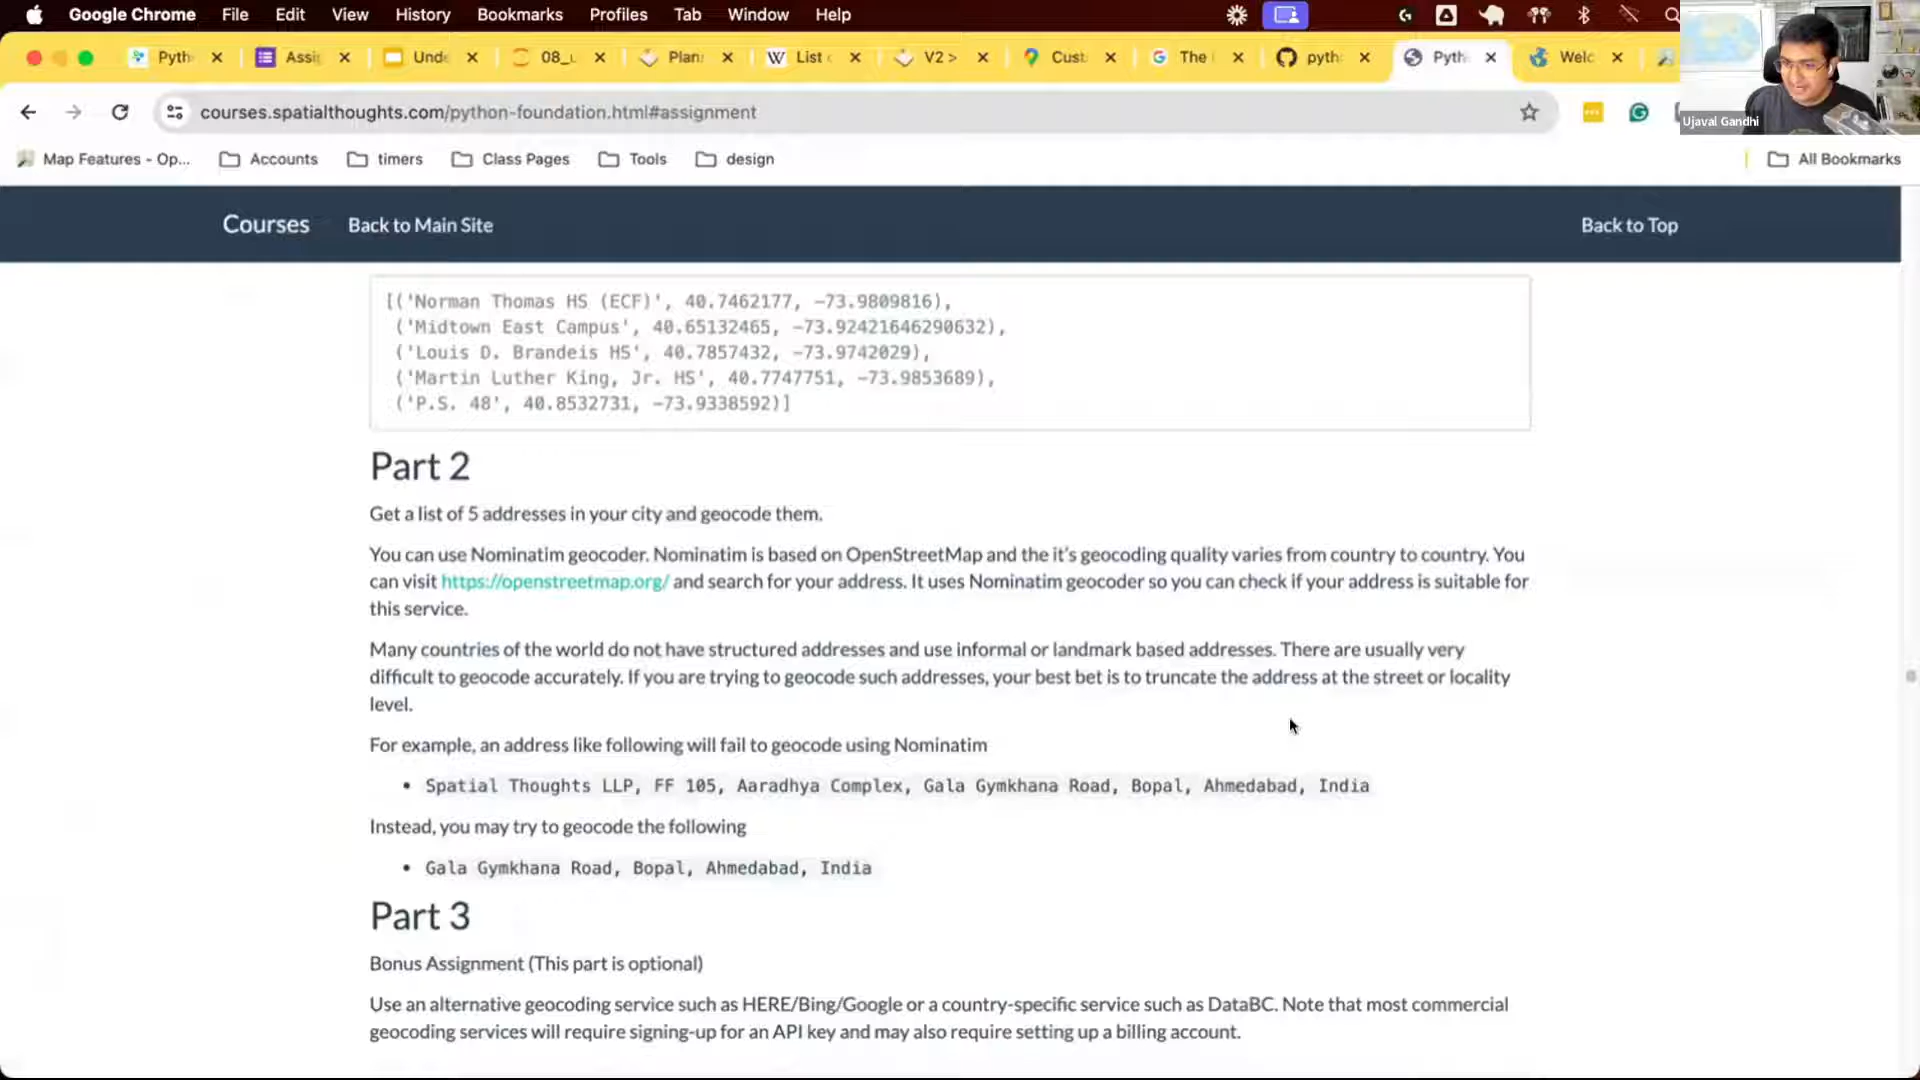 Google Chrome File Edit View History Bookmarks Profiles Tab Window Help
Pyth Assi Unde 08_u Plan: List V2 > Cust The pyth Pyth Welc
courses.spatialthoughts.com/python-foundation.html#assignment
Ujaval Gandhi
Map Features - Op... Accounts timers Class Pages Tools design All Bookmarks
Courses Back to Main Site Back to Top
[('Norman Thomas HS (ECF)', 40.7462177, -73.9809816),
('Midtown East Campus', 40.65132465, -73.92421646290632),
('Louis D. Brandeis HS', 40.7857432, -73.9742029),
('Martin Luther King, Jr. HS', 40.7747751, -73.9853689),
('P.S. 48', 40.8532731, -73.9338592)]
Part 2
Get a list of 5 addresses in your city and geocode them.
You can use Nominatim geocoder. Nominatim is based on OpenStreetMap and the it's geocoding quality varies from country to country. You
can visit https://openstreetmap.org/ and search for your address. It uses Nominatim geocoder so you can check if your address is suitable for
this service.
Many countries of the world do not have structured addresses and use informal or landmark based addresses. There are usually very
difficult to geocode accurately. If you are trying to geocode such addresses, your best bet is to truncate the address at the street or locality
level.
For example, an address like following will fail to geocode using Nominatim
• Spatial Thoughts LLP, FF 105, Aaradhya Complex, Gala Gymkhana Road, Bopal, Ahmedabad, India
Instead, you may try to geocode the following
• Gala Gymkhana Road, Bopal, Ahmedabad, India
Part 3
Bonus Assignment (This part is optional)
Use an alternative geocoding service such as HERE/Bing/Google or a country-specific service such as DataBC. Note that most commercial
geocoding services will require signing-up for an API key and may also require setting up a billing account.